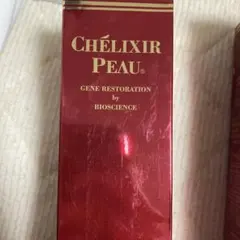 CHÉLIXIR
PEAU®
GENE RESTORATION
by
BIOSCIENCE